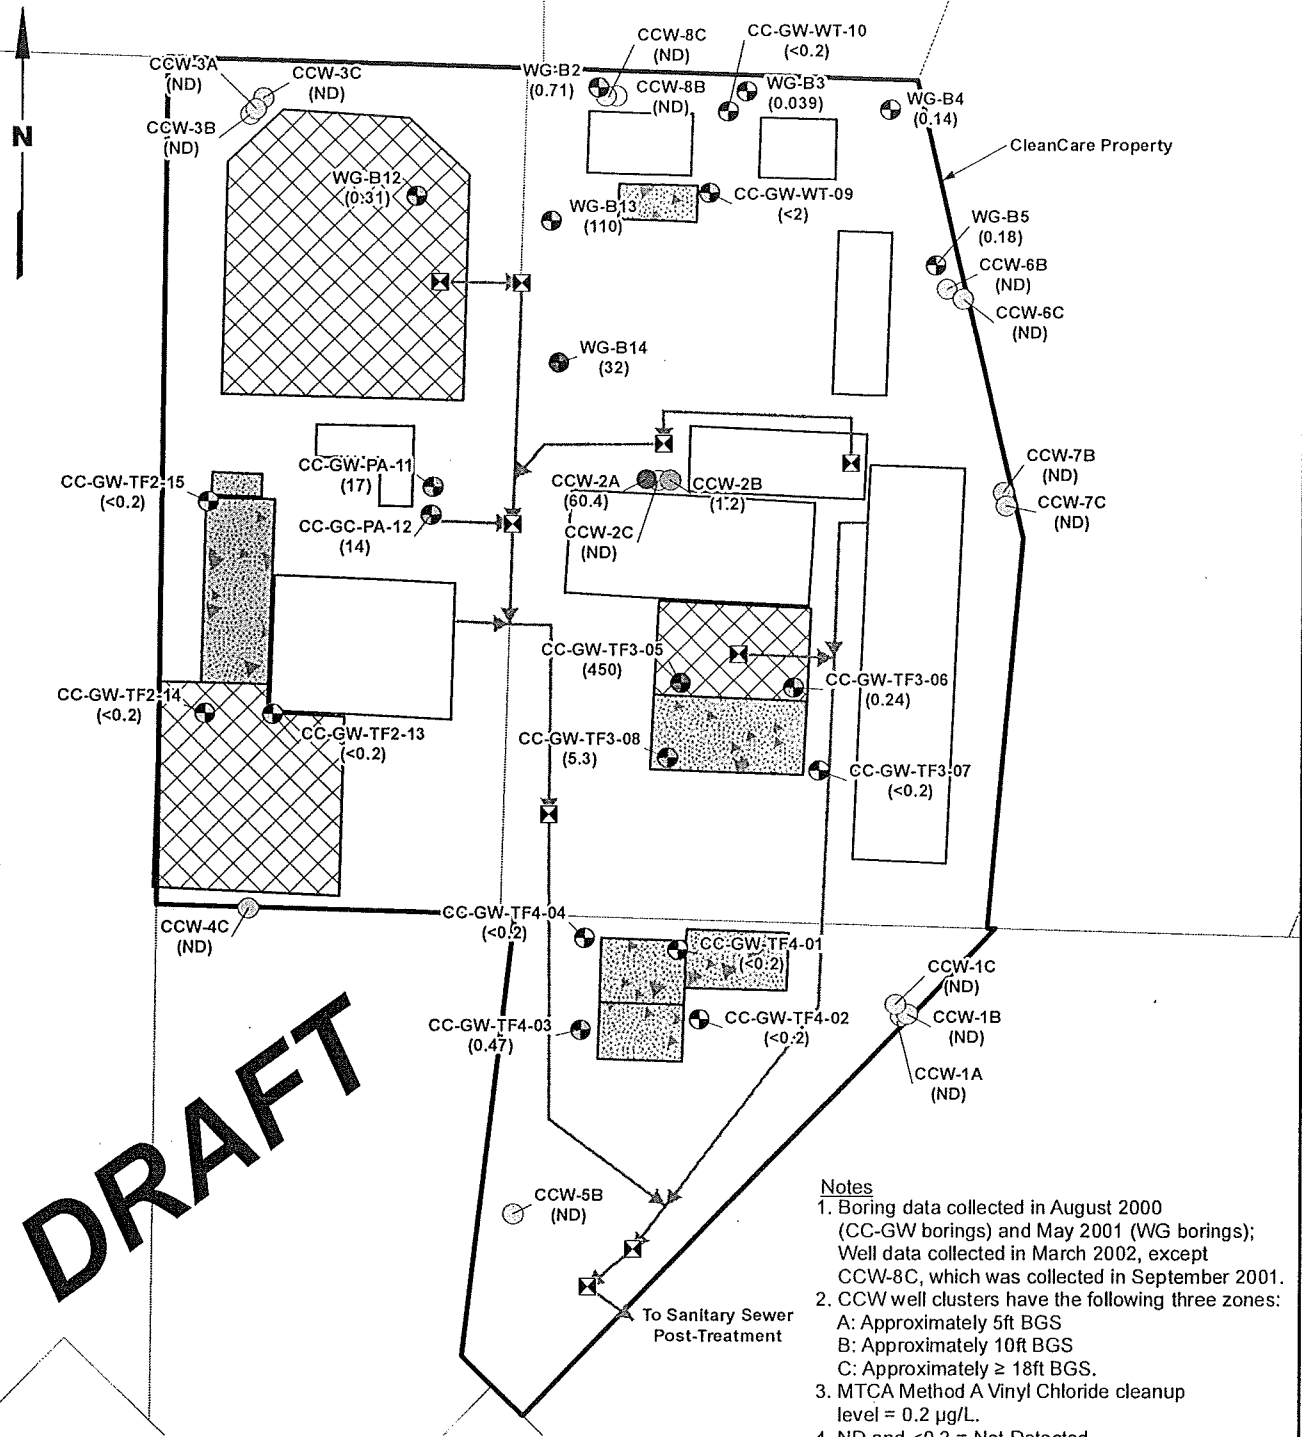 CCW-8C
(ND)
CC-GW-WT-10
(<0.2)
CCW-3A
(ND)
CCW-3C
(ND)
WG-B2
(0.71)
CCW-8B
(ND)
WG-B3
(0.039)
WG-B4
(0.14)
CCW-3B
(ND)
N
CleanCare Property
WG-B12
(0.31)
CC-GW-WT-09
(<2)
WG-B13
(110)
WG-B5
(0.18)
CCW-6B
(ND)
CCW-6C
(ND)
WG-B14
(32)
CC-GW-PA-11
(17)
CCW-7B
(ND)
CC-GW-TF2-15
(<0.2)
CCW-2A
(60.4)
CCW-2B
(1.2)
CCW-7C
(ND)
CC-GC-PA-12
(14)
CCW-2C
(ND)
CC-GW-TF3-05
(450)
CC-GW-TF3-06
(0.24)
CC-GW-TF2-14
(<0.2)
CC-GW-TF2-13
(<0.2)
CC-GW-TF3-08
(5.3)
CC-GW-TF3-07
(<0.2)
CCW-4C
(ND)
CC-GW-TF4-04
(<0.2)
CC-GW-TF4-01
(<0.2)
CCW-1C
(ND)
CC-GW-TF4-03
(0.47)
CC-GW-TF4-02
(<0.2)
CCW-1B
(ND)
CCW-1A
(ND)
DRAFT
CCW-5B
(ND)
To Sanitary Sewer
Post-Treatment
Notes
1. Boring data collected in August 2000
(CC-GW borings) and May 2001 (WG borings);
Well data collected in March 2002, except
CCW-8C, which was collected in September 2001.
2. CCW well clusters have the following three zones:
A: Approximately 5ft BGS
B: Approximately 10ft BGS
C: Approximately ≥ 18ft BGS.
3. MTCA Method A Vinyl Chloride cleanup
level = 0.2 µg/L.
4. ND and <0.2 = Not Detected